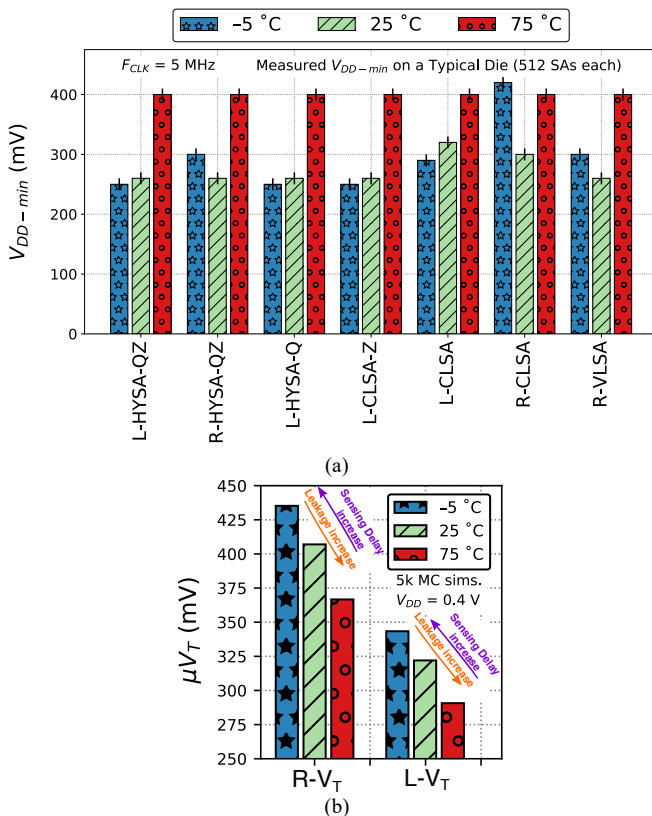 –5 ˚C 25 ˚C 75 ˚C
F_CLK = 5 MHz Measured V_DD−min on a Typical Die (512 SAs each)
V_DD−min (mV)
400
300
200
100
0
L-HYSA-QZ
R-HYSA-QZ
L-HYSA-Q
L-CLSA-Z
L-CLSA
R-CLSA
R-VLSA
(a)
μV_T (mV)
450
425
400
375
350
325
300
275
250
Sensing Delay
increase
Leakage increase
–5 ˚C
25 ˚C
75 ˚C
5k MC sims.
V_DD = 0.4 V
Sensing Delay
increase
Leakage increase
R-V_T
L-V_T
(b)